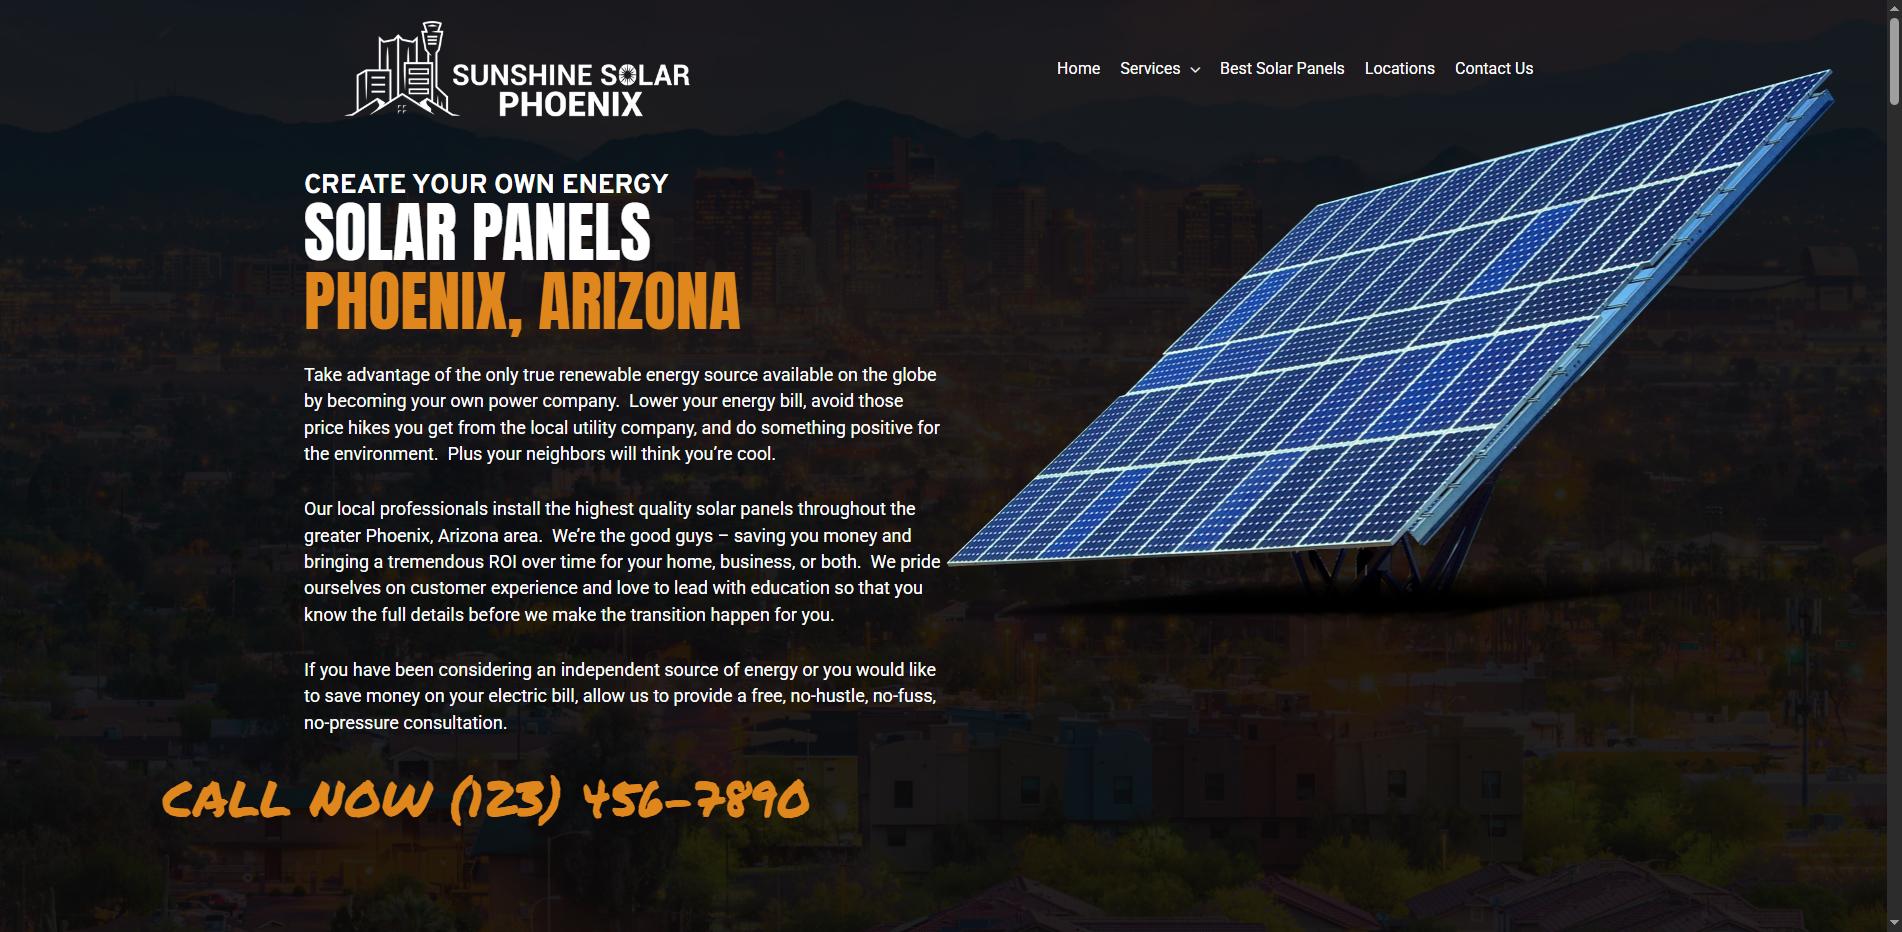 SUNSHINE SOLAR
PHOENIX
Home Services Best Solar Panels Locations Contact Us
CREATE YOUR OWN ENERGY
SOLAR PANELS
PHOENIX, ARIZONA
Take advantage of the only true renewable energy source available on the globe
by becoming your own power company.  Lower your energy bill, avoid those
price hikes you get from the local utility company, and do something positive for
the environment.  Plus your neighbors will think you’re cool.
Our local professionals install the highest quality solar panels throughout the
greater Phoenix, Arizona area.  We’re the good guys – saving you money and
bringing a tremendous ROI over time for your home, business, or both.  We pride
ourselves on customer experience and love to lead with education so that you
know the full details before we make the transition happen for you.
If you have been considering an independent source of energy or you would like
to save money on your electric bill, allow us to provide a free, no-hustle, no-fuss,
no-pressure consultation.
CALL NOW (123) 456-7890